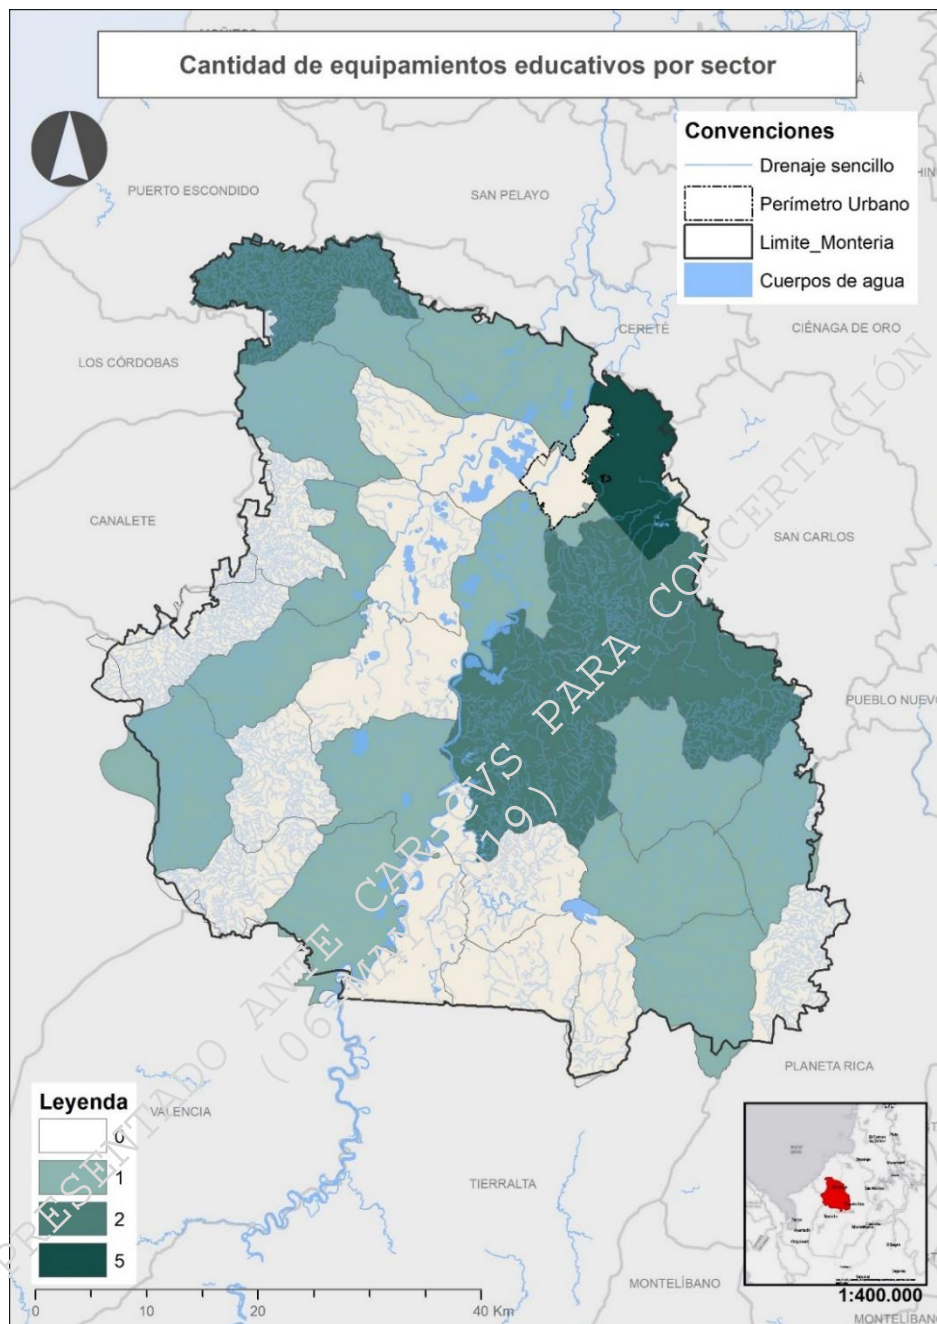 Cantidad de equipamientos educativos por sector
Convenciones
Drenaje sencillo
Perímetro Urbano
Limite_Monteria
Cuerpos de agua
PUERTO ESCONDIDO
SAN PELAYO
CERETÉ
CIÉNAGA DE ORO
LOS CÓRDOBAS
CANALETE
SAN CARLOS
PUEBLO NUEVO
PLANETA RICA
VALENCIA
TIERRALTA
MONTELÍBANO
MONTELÍBANO
PRESENTADO ANTE CAR-CVS PARA CONCERTACIÓN
Leyenda
0
1
2
5
0 10 20 40 Km
1:400.000